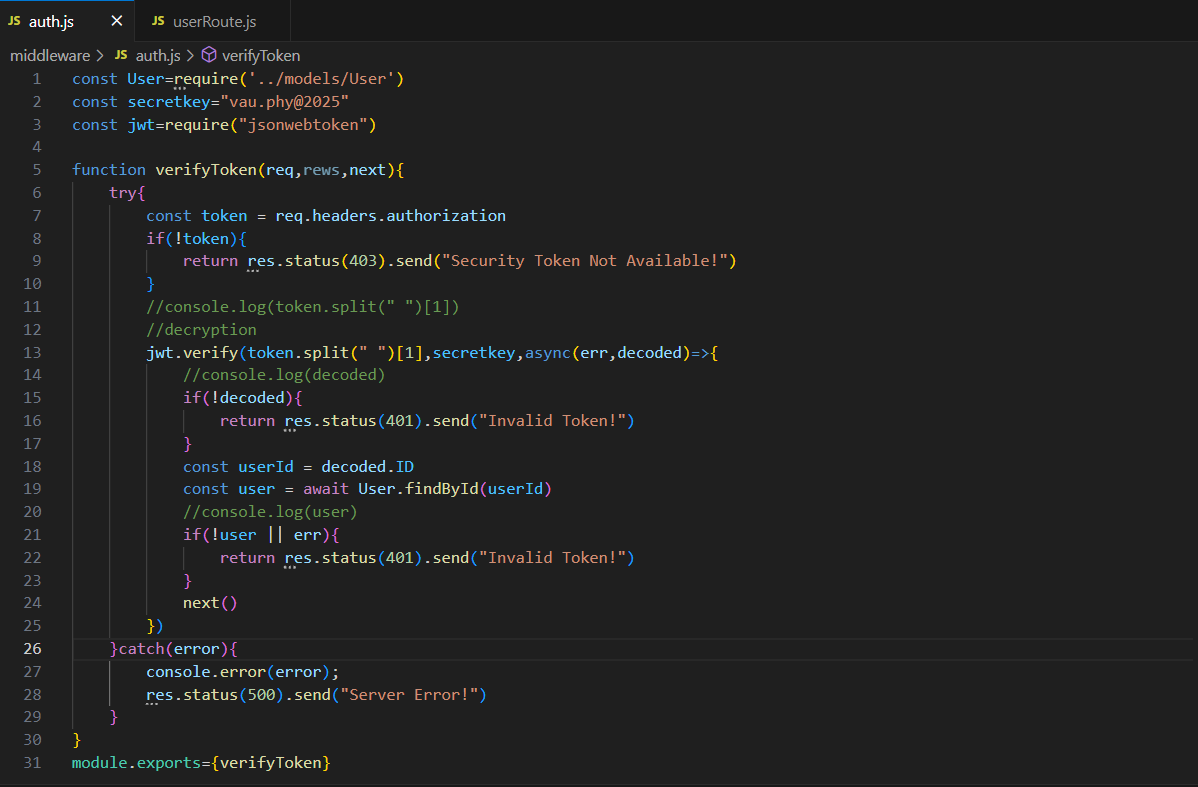 JS auth.js × JS userRoute.js
middleware > JS auth.js > verifyToken
1 const User=require('../models/User')
2 const secretkey="vau.phy@2025"
3 const jwt=require("jsonwebtoken")
4
5 function verifyToken(req,rews,next){
6 try{
7 const token = req.headers.authorization
8 if(!token){
9 return res.status(403).send("Security Token Not Available!")
10 }
11 //console.log(token.split(" ")[1])
12 //decryption
13 jwt.verify(token.split(" ")[1],secretkey,async(err,decoded)=>{
14 //console.log(decoded)
15 if(!decoded){
16 return res.status(401).send("Invalid Token!")
17 }
18 const userId = decoded.ID
19 const user = await User.findById(userId)
20 //console.log(user)
21 if(!user || err){
22 return res.status(401).send("Invalid Token!")
23 }
24 next()
25 })
26 }catch(error){
27 console.error(error);
28 res.status(500).send("Server Error!")
29 }
30 }
31 module.exports={verifyToken}